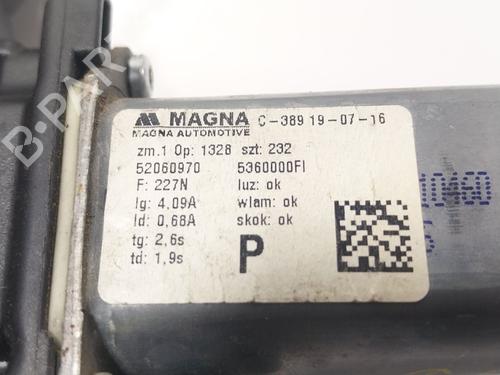 MAGNA C-389 19-07-16
MAGNA AUTOMOTIVE
zm.1 Op: 1328 szt: 232
52060970 5360000FI
F: 227N luz: ok
Ig: 4,09A wlam: ok
Id: 0,68A skok: ok
tg: 2,6s
td: 1,9s
P
B-PARTS